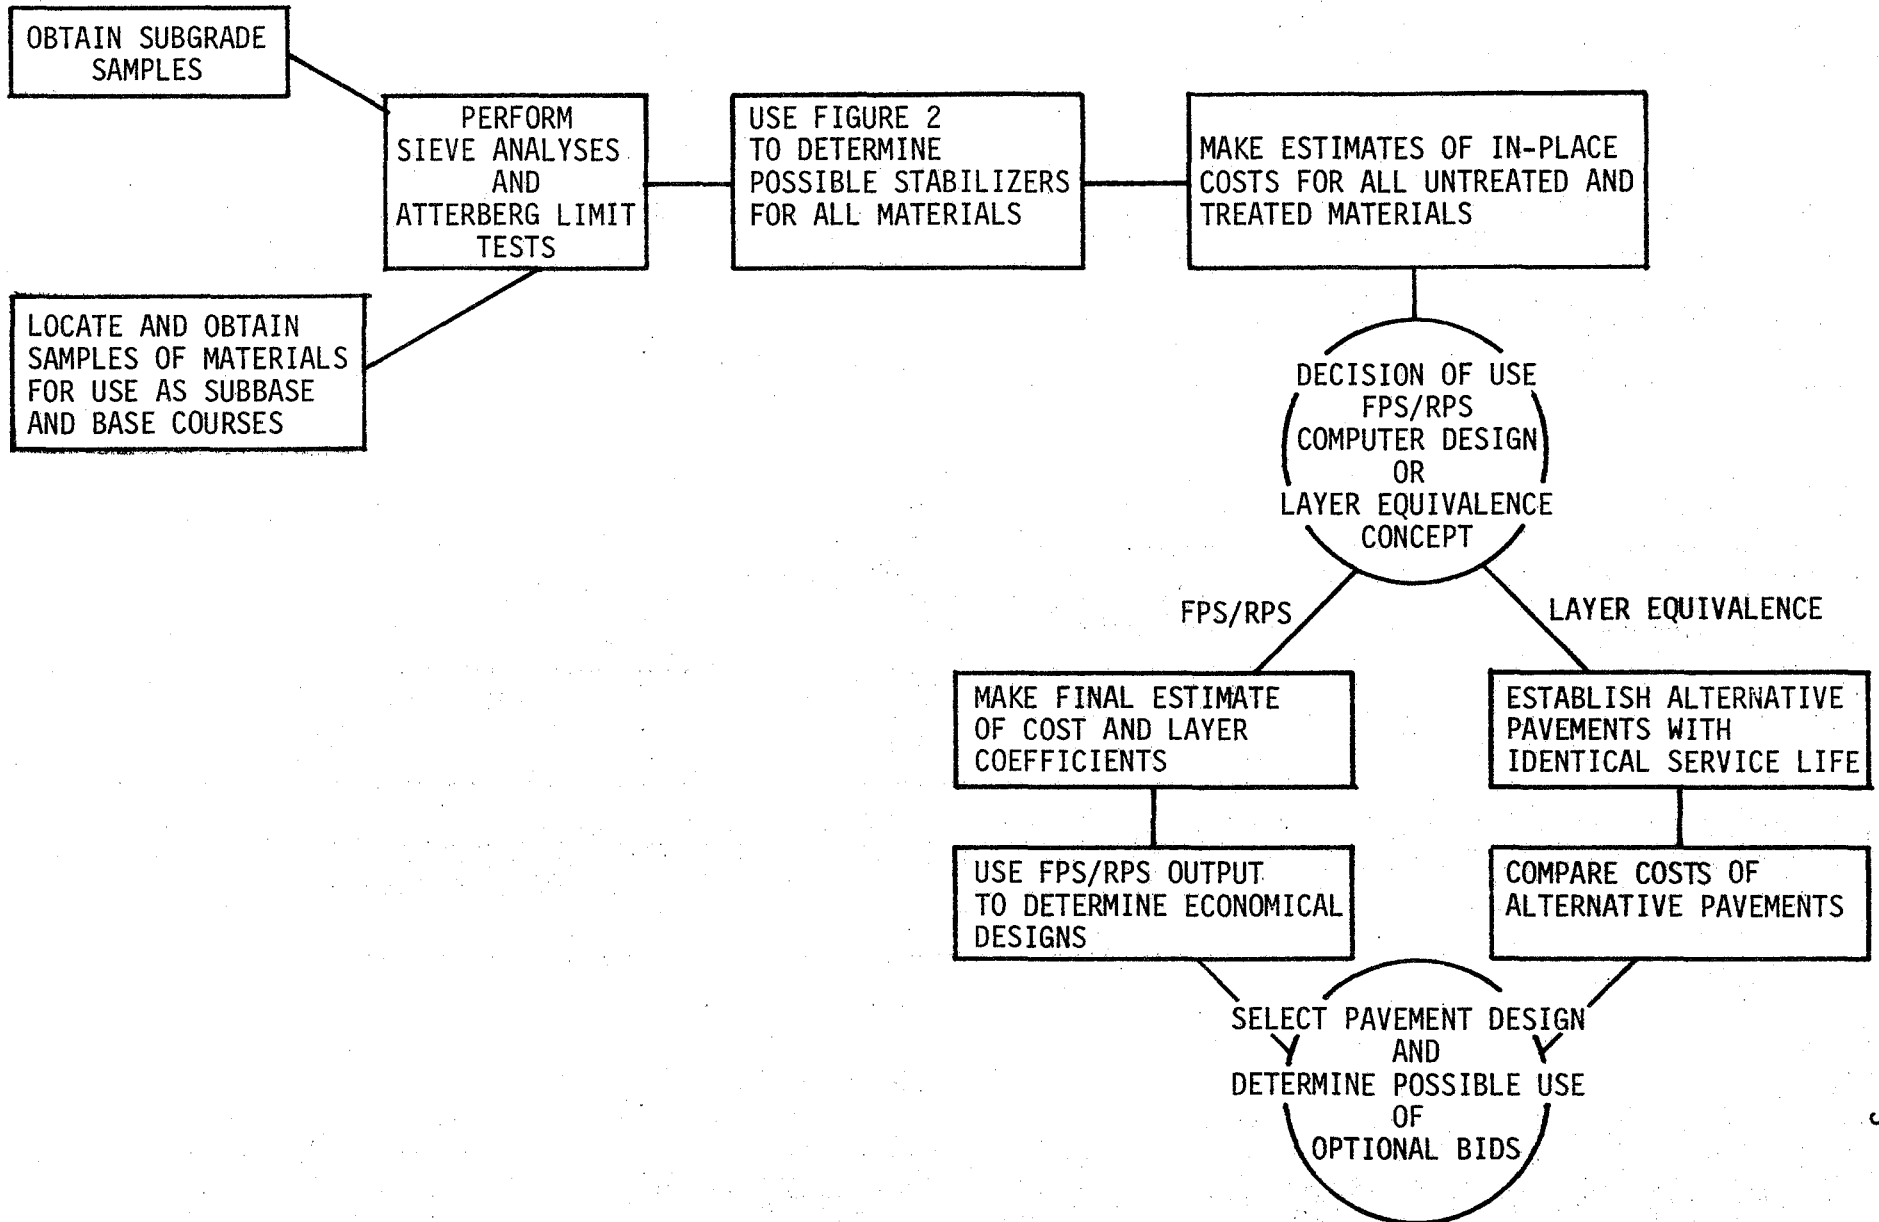 OBTAIN SUBGRADE
SAMPLES
PERFORM
SIEVE ANALYSES
AND
ATTERBERG LIMIT
TESTS
LOCATE AND OBTAIN
SAMPLES OF MATERIALS
FOR USE AS SUBBASE
AND BASE COURSES
USE FIGURE 2
TO DETERMINE
POSSIBLE STABILIZERS
FOR ALL MATERIALS
MAKE ESTIMATES OF IN-PLACE
COSTS FOR ALL UNTREATED AND
TREATED MATERIALS
DECISION OF USE
FPS/RPS
COMPUTER DESIGN
OR
LAYER EQUIVALENCE
CONCEPT
FPS/RPS
LAYER EQUIVALENCE
MAKE FINAL ESTIMATE
OF COST AND LAYER
COEFFICIENTS
ESTABLISH ALTERNATIVE
PAVEMENTS WITH
IDENTICAL SERVICE LIFE
USE FPS/RPS OUTPUT
TO DETERMINE ECONOMICAL
DESIGNS
COMPARE COSTS OF
ALTERNATIVE PAVEMENTS
SELECT PAVEMENT DESIGN
AND
DETERMINE POSSIBLE USE
OF
OPTIONAL BIDS